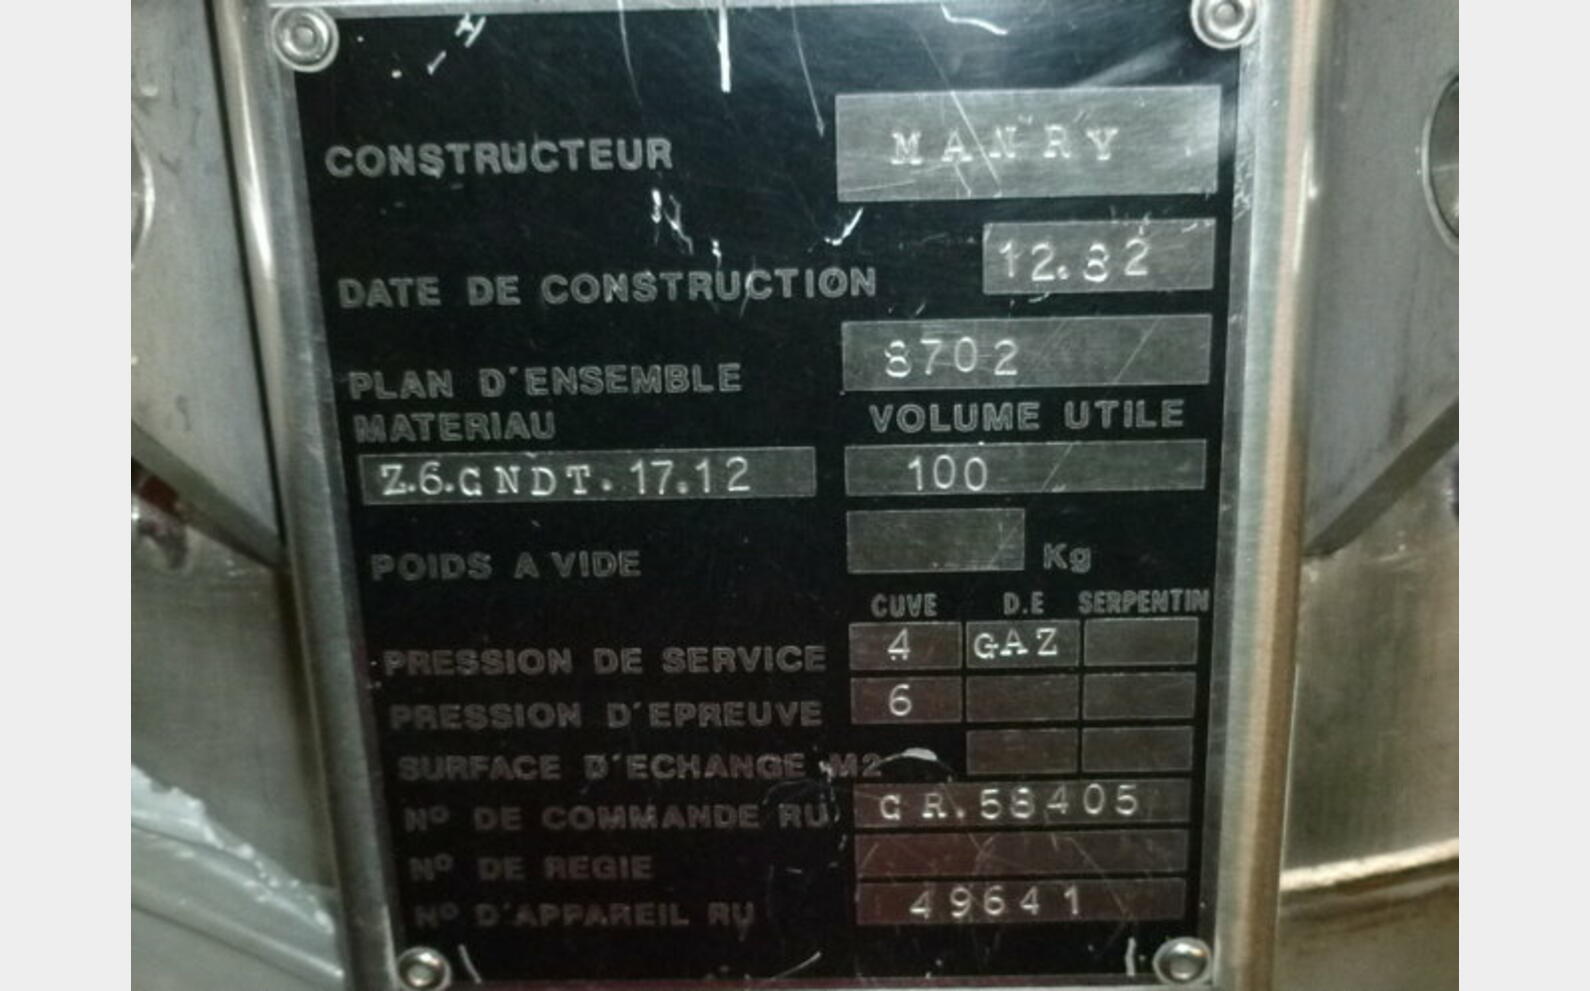 CONSTRUCTEUR MANRY
DATE DE CONSTRUCTION 12.82
PLAN D'ENSEMBLE 8702
MATERIAU VOLUME UTILE
Z.6.CNDT.17.12 100
POIDS A VIDE Kg
CUVE D.E SERPENTIN
PRESSION DE SERVICE 4 GAZ
PRESSION D'EPREUVE 6
SURFACE D'ECHANGE M2
Nº DE COMMANDE RU CR.58405
Nº DE REGIE
Nº D'APPAREIL RU 49641